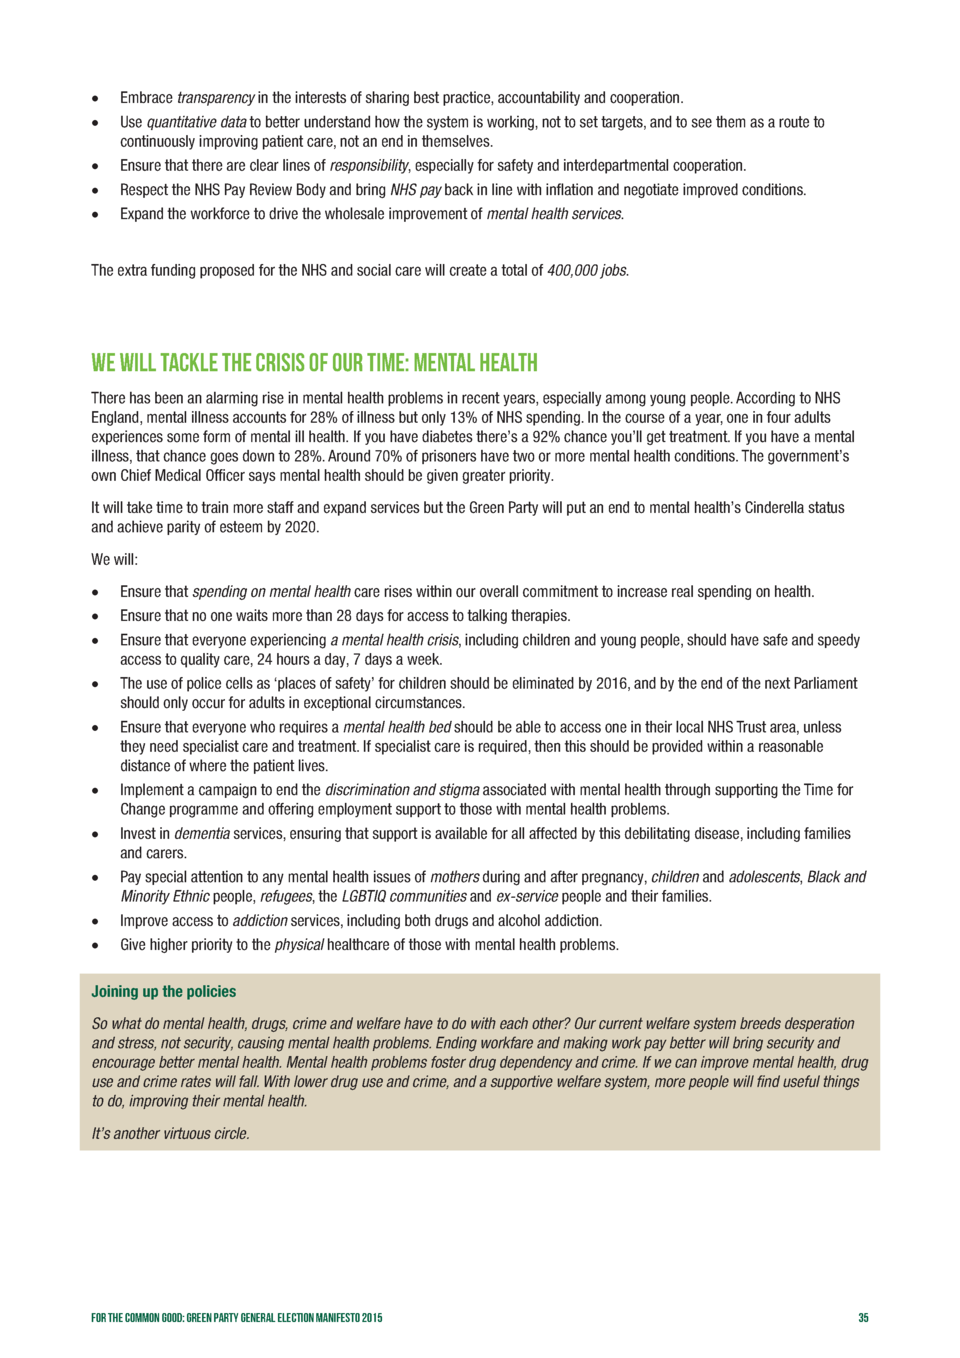 • Embrace transparency in the interests of sharing best practice, accountability and cooperation.
• Use quantitative data to better understand how the system is working, not to set targets, and to see them as a route to
continuously improving patient care, not an end in themselves.
• Ensure that there are clear lines of responsibility, especially for safety and interdepartmental cooperation.
• Respect the NHS Pay Review Body and bring NHS pay back in line with inflation and negotiate improved conditions.
• Expand the workforce to drive the wholesale improvement of mental health services.
The extra funding proposed for the NHS and social care will create a total of 400,000 jobs.
WE WILL TACKLE THE CRISIS OF OUR TIME: MENTAL HEALTH
There has been an alarming rise in mental health problems in recent years, especially among young people. According to NHS
England, mental illness accounts for 28% of illness but only 13% of NHS spending. In the course of a year, one in four adults
experiences some form of mental ill health. If you have diabetes there's a 92% chance you'll get treatment. If you have a mental
illness, that chance goes down to 28%. Around 70% of prisoners have two or more mental health conditions. The government's
own Chief Medical Officer says mental health should be given greater priority.
It will take time to train more staff and expand services but the Green Party will put an end to mental health's Cinderella status
and achieve parity of esteem by 2020.
We will:
• Ensure that spending on mental health care rises within our overall commitment to increase real spending on health.
• Ensure that no one waits more than 28 days for access to talking therapies.
• Ensure that everyone experiencing a mental health crisis, including children and young people, should have safe and speedy
access to quality care, 24 hours a day, 7 days a week.
• The use of police cells as 'places of safety' for children should be eliminated by 2016, and by the end of the next Parliament
should only occur for adults in exceptional circumstances.
• Ensure that everyone who requires a mental health bed should be able to access one in their local NHS Trust area, unless
they need specialist care and treatment. If specialist care is required, then this should be provided within a reasonable
distance of where the patient lives.
• Implement a campaign to end the discrimination and stigma associated with mental health through supporting the Time for
Change programme and offering employment support to those with mental health problems.
• Invest in dementia services, ensuring that support is available for all affected by this debilitating disease, including families
and carers.
• Pay special attention to any mental health issues of mothers during and after pregnancy, children and adolescents, Black and
Minority Ethnic people, refugees, the LGBTIQ communities and ex-service people and their families.
• Improve access to addiction services, including both drugs and alcohol addiction.
• Give higher priority to the physical healthcare of those with mental health problems.
Joining up the policies
So what do mental health, drugs, crime and welfare have to do with each other? Our current welfare system breeds desperation
and stress, not security, causing mental health problems. Ending workfare and making work pay better will bring security and
encourage better mental health. Mental health problems foster drug dependency and crime. If we can improve mental health, drug
use and crime rates will fall. With lower drug use and crime, and a supportive welfare system, more people will find useful things
to do, improving their mental health.
It's another virtuous circle.
FOR THE COMMON GOOD: GREEN PARTY GENERAL ELECTION MANIFESTO 2015 35